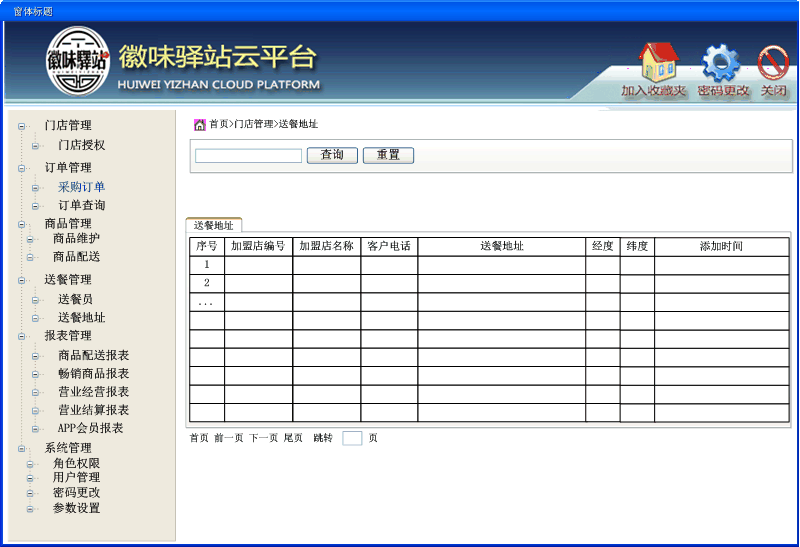 窗体标题
徽味驿站
HUIWEIYIZHAN
徽味驿站云平台
HUIWEI YIZHAN CLOUD PLATFORM
加入收藏夹 密码更改 关闭
门店管理
门店授权
订单管理
采购订单
订单查询
商品管理
商品维护
商品配送
送餐管理
送餐员
送餐地址
报表管理
商品配送报表
畅销商品报表
营业经营报表
营业结算报表
APP会员报表
系统管理
角色权限
用户管理
密码更改
参数设置
首页>门店管理>送餐地址
查询 重置
送餐地址
序号 加盟店编号 加盟店名称 客户电话 送餐地址 经度 纬度 添加时间
1
2
...
首页 前一页 下一页 尾页 跳转 页